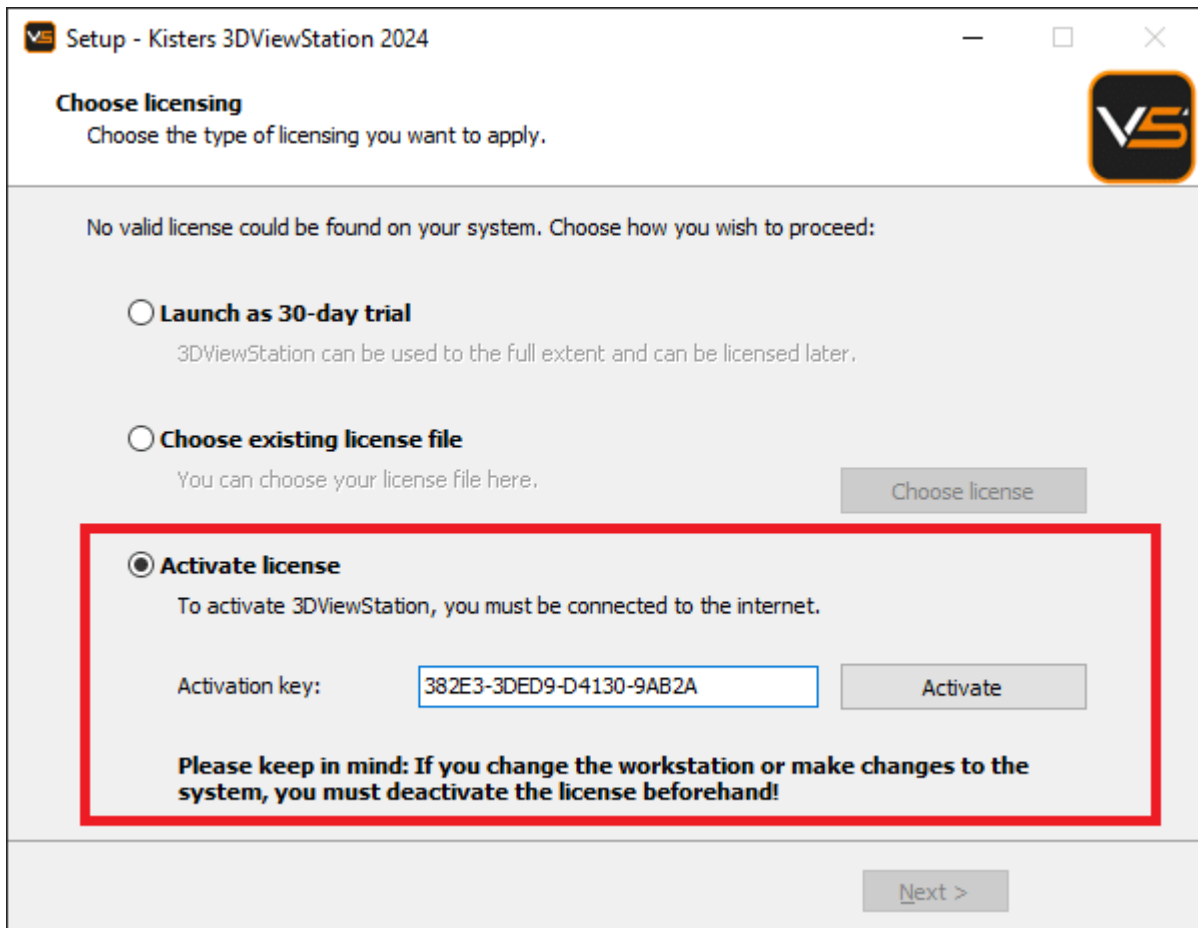 Setup - Kisters 3DViewStation 2024
Choose licensing
Choose the type of licensing you want to apply.
VS
No valid license could be found on your system. Choose how you wish to proceed:
Launch as 30-day trial
3DViewStation can be used to the full extent and can be licensed later.
Choose existing license file
You can choose your license file here.
Choose license
Activate license
To activate 3DViewStation, you must be connected to the internet.
Activation key: 382E3-3DED9-D4130-9AB2A Activate
Please keep in mind: If you change the workstation or make changes to the
system, you must deactivate the license beforehand!
Next >